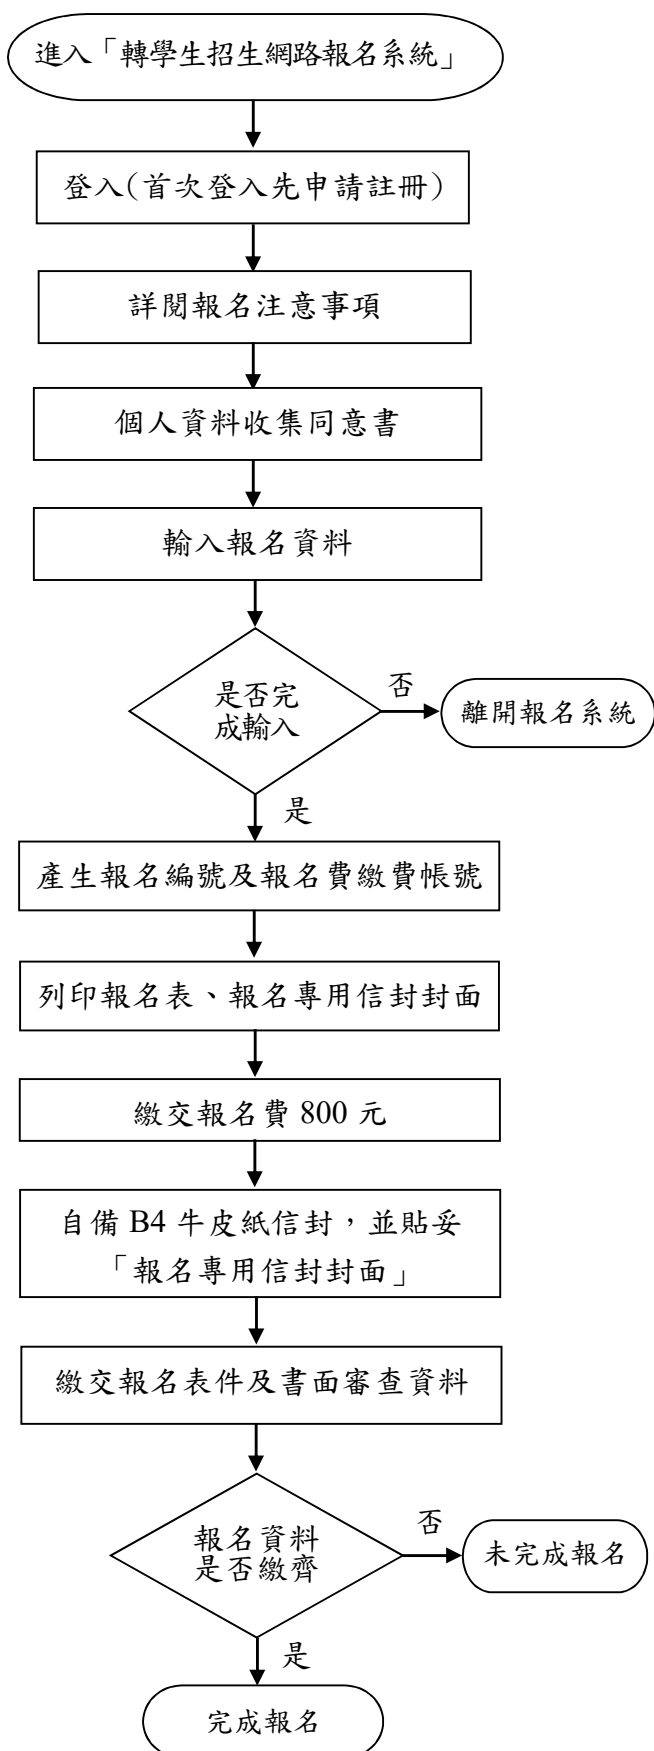 進入「轉學生招生網路報名系統」
登入(首次登入先申請註冊)
詳閱報名注意事項
個人資料收集同意書
輸入報名資料
是否完
成輸入
否
離開報名系統
是
產生報名編號及報名費繳費帳號
列印報名表、報名專用信封封面
繳交報名費 800 元
自備 B4 牛皮紙信封，並貼妥
「報名專用信封封面」
繳交報名表件及書面審查資料
報名資料
是否繳齊
否
未完成報名
是
完成報名